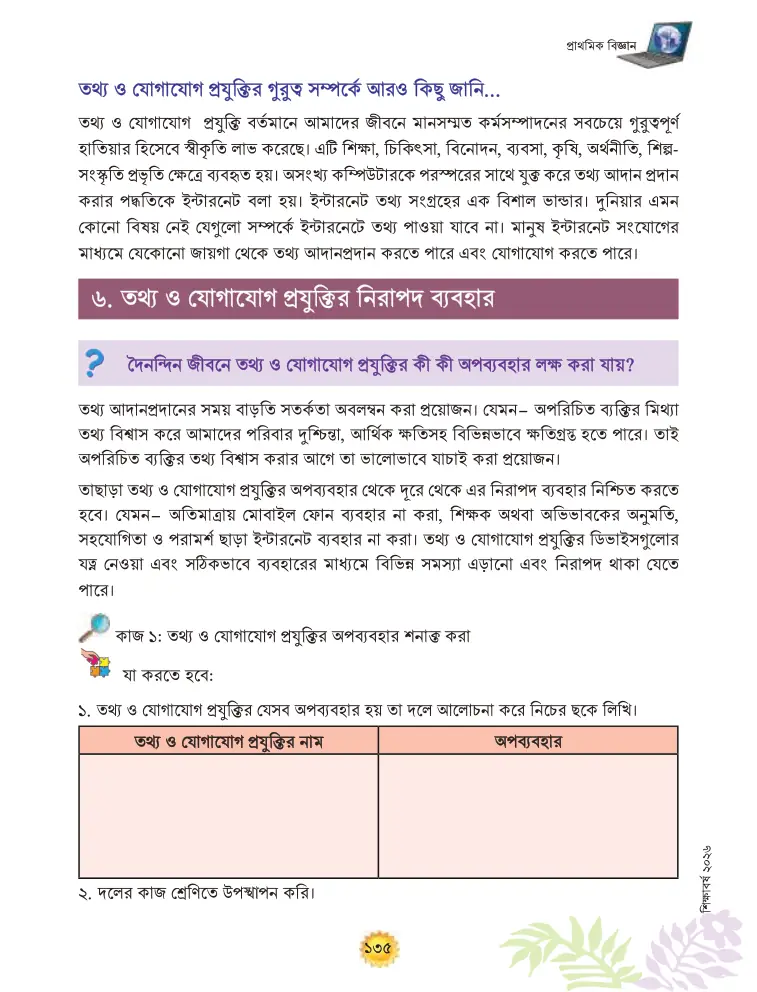 প্রাথমিক বিজ্ঞান
তথ্য ও যোগাযোগ প্রযুক্তির গুরুত্ব সম্পর্কে আরও কিছু জানি...
তথ্য ও যোগাযোগ প্রযুক্তি বর্তমানে আমাদের জীবনে মানসম্মত কর্মসম্পাদনের সবচেয়ে গুরুত্বপূর্ণ
হাতিয়ার হিসেবে স্বীকৃতি লাভ করেছে। এটি শিক্ষা, চিকিৎসা, বিনোদন, ব্যবসা, কৃষি, অর্থনীতি, শিল্প-
সংস্কৃতি প্রভৃতি ক্ষেত্রে ব্যবহৃত হয়। অসংখ্য কম্পিউটারকে পরস্পরের সাথে যুক্ত করে তথ্য আদান প্রদান
করার পদ্ধতিকে ইন্টারনেট বলা হয়। ইন্টারনেট তথ্য সংগ্রহের এক বিশাল ভান্ডার। দুনিয়ার এমন
কোনো বিষয় নেই যেগুলো সম্পর্কে ইন্টারনেটে তথ্য পাওয়া যাবে না। মানুষ ইন্টারনেট সংযোগের
মাধ্যমে যেকোনো জায়গা থেকে তথ্য আদানপ্রদান করতে পারে এবং যোগাযোগ করতে পারে।
৬. তথ্য ও যোগাযোগ প্রযুক্তির নিরাপদ ব্যবহার
? দৈনন্দিন জীবনে তথ্য ও যোগাযোগ প্রযুক্তির কী কী অপব্যবহার লক্ষ করা যায়?
তথ্য আদানপ্রদানের সময় বাড়তি সতর্কতা অবলম্বন করা প্রয়োজন। যেমন– অপরিচিত ব্যক্তির মিথ্যা
তথ্য বিশ্বাস করে আমাদের পরিবার দুশ্চিন্তা, আর্থিক ক্ষতিসহ বিভিন্নভাবে ক্ষতিগ্রস্ত হতে পারে। তাই
অপরিচিত ব্যক্তির তথ্য বিশ্বাস করার আগে তা ভালোভাবে যাচাই করা প্রয়োজন।
তাছাড়া তথ্য ও যোগাযোগ প্রযুক্তির অপব্যবহার থেকে দূরে থেকে এর নিরাপদ ব্যবহার নিশ্চিত করতে
হবে। যেমন– অতিমাত্রায় মোবাইল ফোন ব্যবহার না করা, শিক্ষক অথবা অভিভাবকের অনুমতি,
সহযোগিতা ও পরামর্শ ছাড়া ইন্টারনেট ব্যবহার না করা। তথ্য ও যোগাযোগ প্রযুক্তির ডিভাইসগুলোর
যত্ন নেওয়া এবং সঠিকভাবে ব্যবহারের মাধ্যমে বিভিন্ন সমস্যা এড়ানো এবং নিরাপদ থাকা যেতে
পারে।
কাজ ১: তথ্য ও যোগাযোগ প্রযুক্তির অপব্যবহার শনাক্ত করা
যা করতে হবে:
১. তথ্য ও যোগাযোগ প্রযুক্তির যেসব অপব্যবহার হয় তা দলে আলোচনা করে নিচের ছকে লিখি।
তথ্য ও যোগাযোগ প্রযুক্তির নাম
অপব্যবহার
২. দলের কাজ শ্রেণিতে উপস্থাপন করি।
শিক্ষাবর্ষ ২০২৬
১৩৫